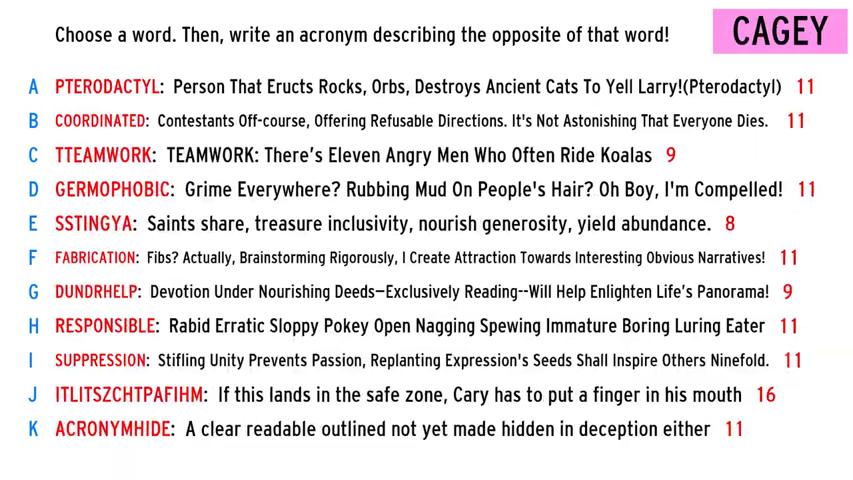 Choose a word. Then, write an acronym describing the opposite of that word!
CAGEY
A PTERODACTYL: Person That Eructs Rocks, Orbs, Destroys Ancient Cats To Yell Larry!(Pterodactyl) 11
B COORDINATED: Contestants Off-course, Offering Refusable Directions. It's Not Astonishing That Everyone Dies. 11
C TTEAMWORK: TEAMWORK: There's Eleven Angry Men Who Often Ride Koalas 9
D GERMOPHOBIC: Grime Everywhere? Rubbing Mud On People's Hair? Oh Boy, I'm Compelled! 11
E SSTINGYA: Saints share, treasure inclusivity, nourish generosity, yield abundance. 8
F FABRICATION: Fibs? Actually, Brainstorming Rigorously, I Create Attraction Towards Interesting Obvious Narratives! 11
G DUNDRHELP: Devotion Under Nourishing Deeds—Exclusively Reading--Will Help Enlighten Life's Panorama! 9
H RESPONSIBLE: Rabid Erratic Sloppy Pokey Open Nagging Spewing Immature Boring Luring Eater 11
I SUPPRESSION: Stifling Unity Prevents Passion, Replanting Expression's Seeds Shall Inspire Others Ninefold. 11
J ITLITSZCHTPAFIHM: If this lands in the safe zone, Cary has to put a finger in his mouth 16
K ACRONYMHIDE: A clear readable outlined not yet made hidden in deception either 11